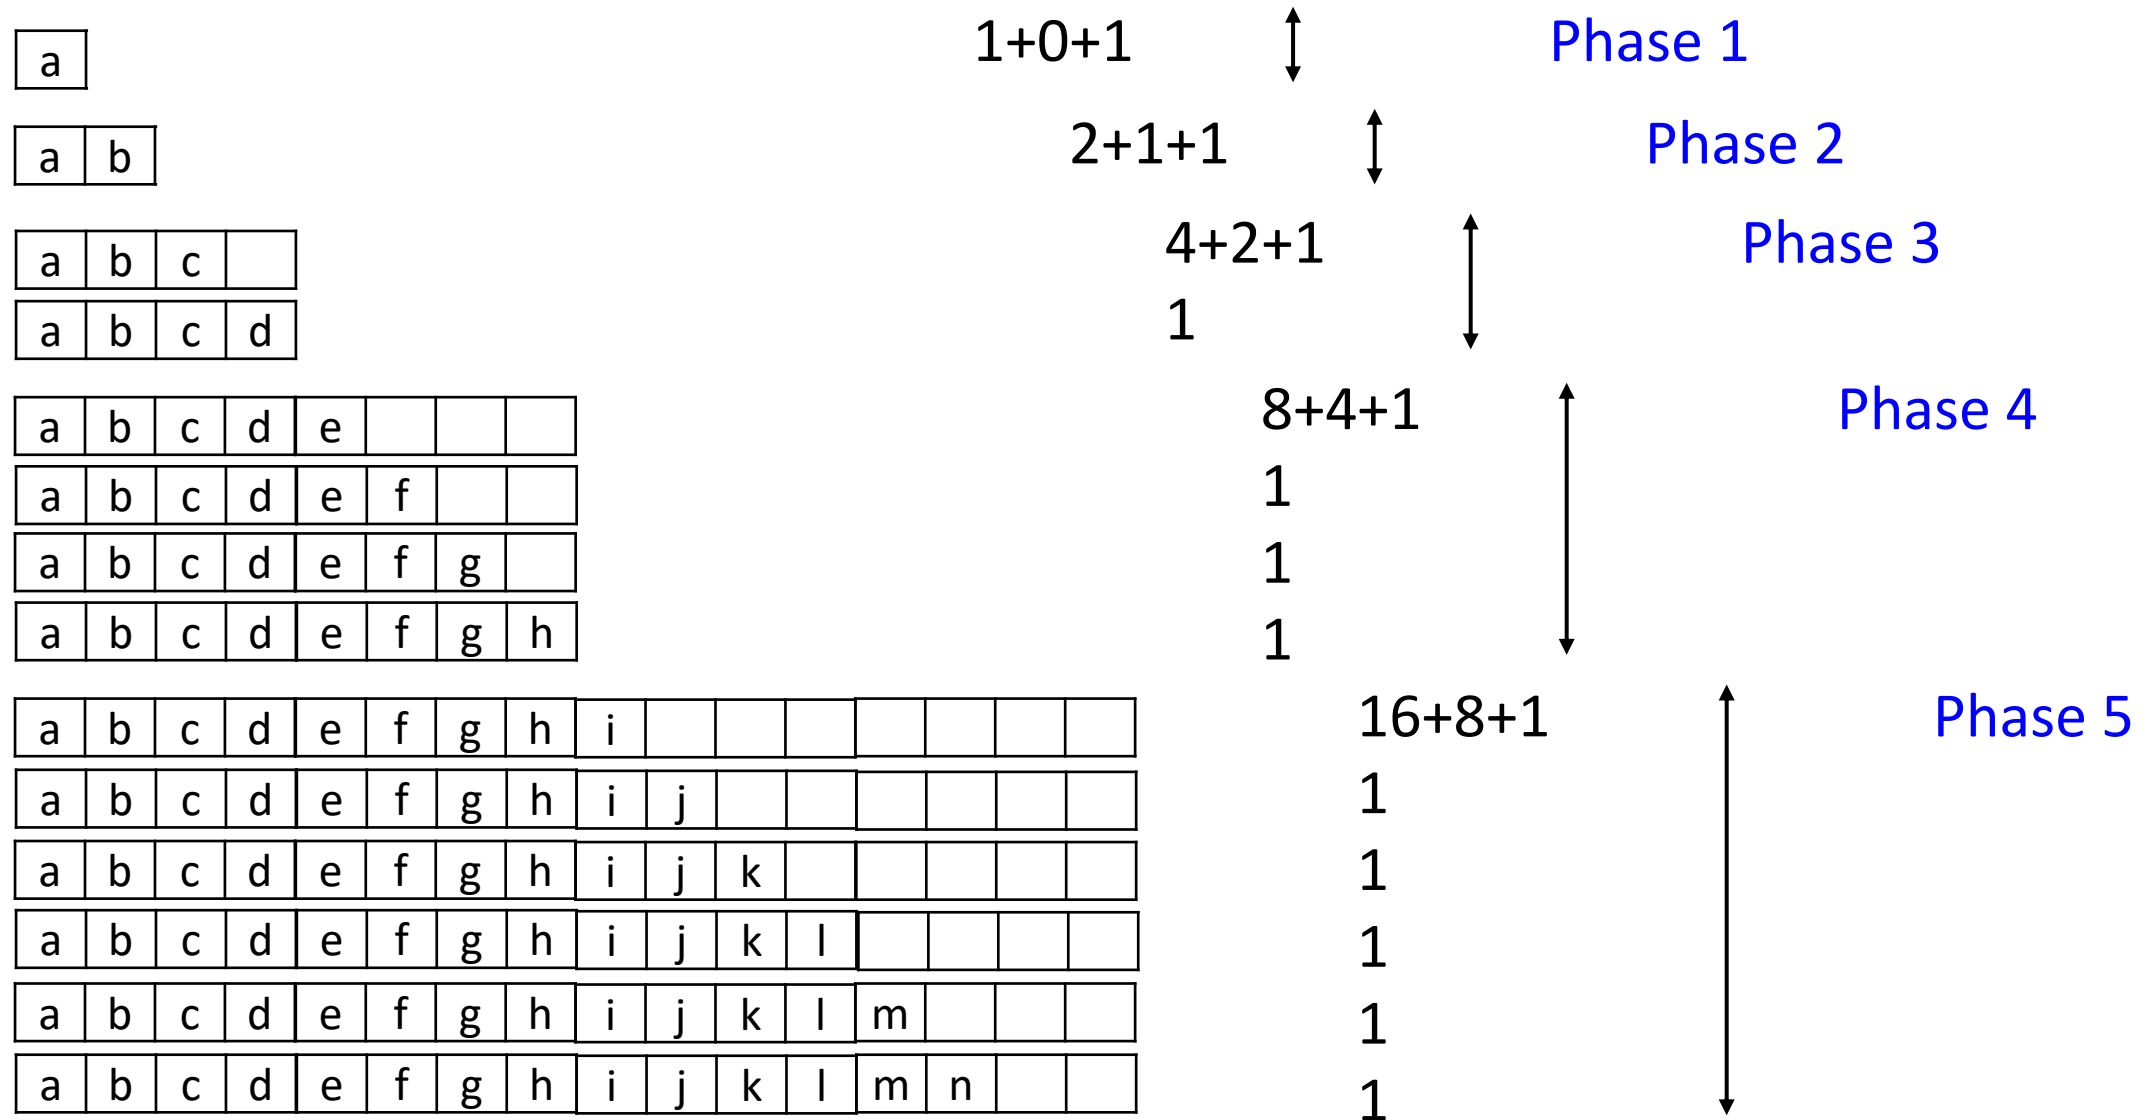 a 1+0+1 Phase 1
a b 2+1+1 Phase 2
a b c 4+2+1 Phase 3
a b c d 1
a b c d e 8+4+1 Phase 4
a b c d e f 1
a b c d e f g 1
a b c d e f g h 1
a b c d e f g h i 16+8+1 Phase 5
a b c d e f g h i j 1
a b c d e f g h i j k 1
a b c d e f g h i j k l 1
a b c d e f g h i j k l m 1
a b c d e f g h i j k l m n 1